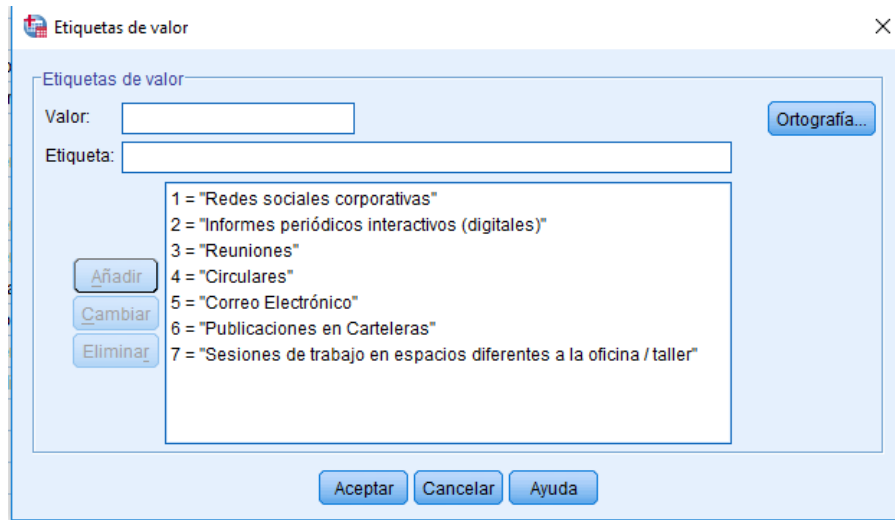 Etiquetas de valor
Etiquetas de valor
Valor:
Ortografía...
Etiqueta:
1 = "Redes sociales corporativas"
2 = "Informes periódicos interactivos (digitales)"
3 = "Reuniones"
4 = "Circulares"
5 = "Correo Electrónico"
6 = "Publicaciones en Carteleras"
7 = "Sesiones de trabajo en espacios diferentes a la oficina / taller"
Añadir
Cambiar
Eliminar
Aceptar Cancelar Ayuda